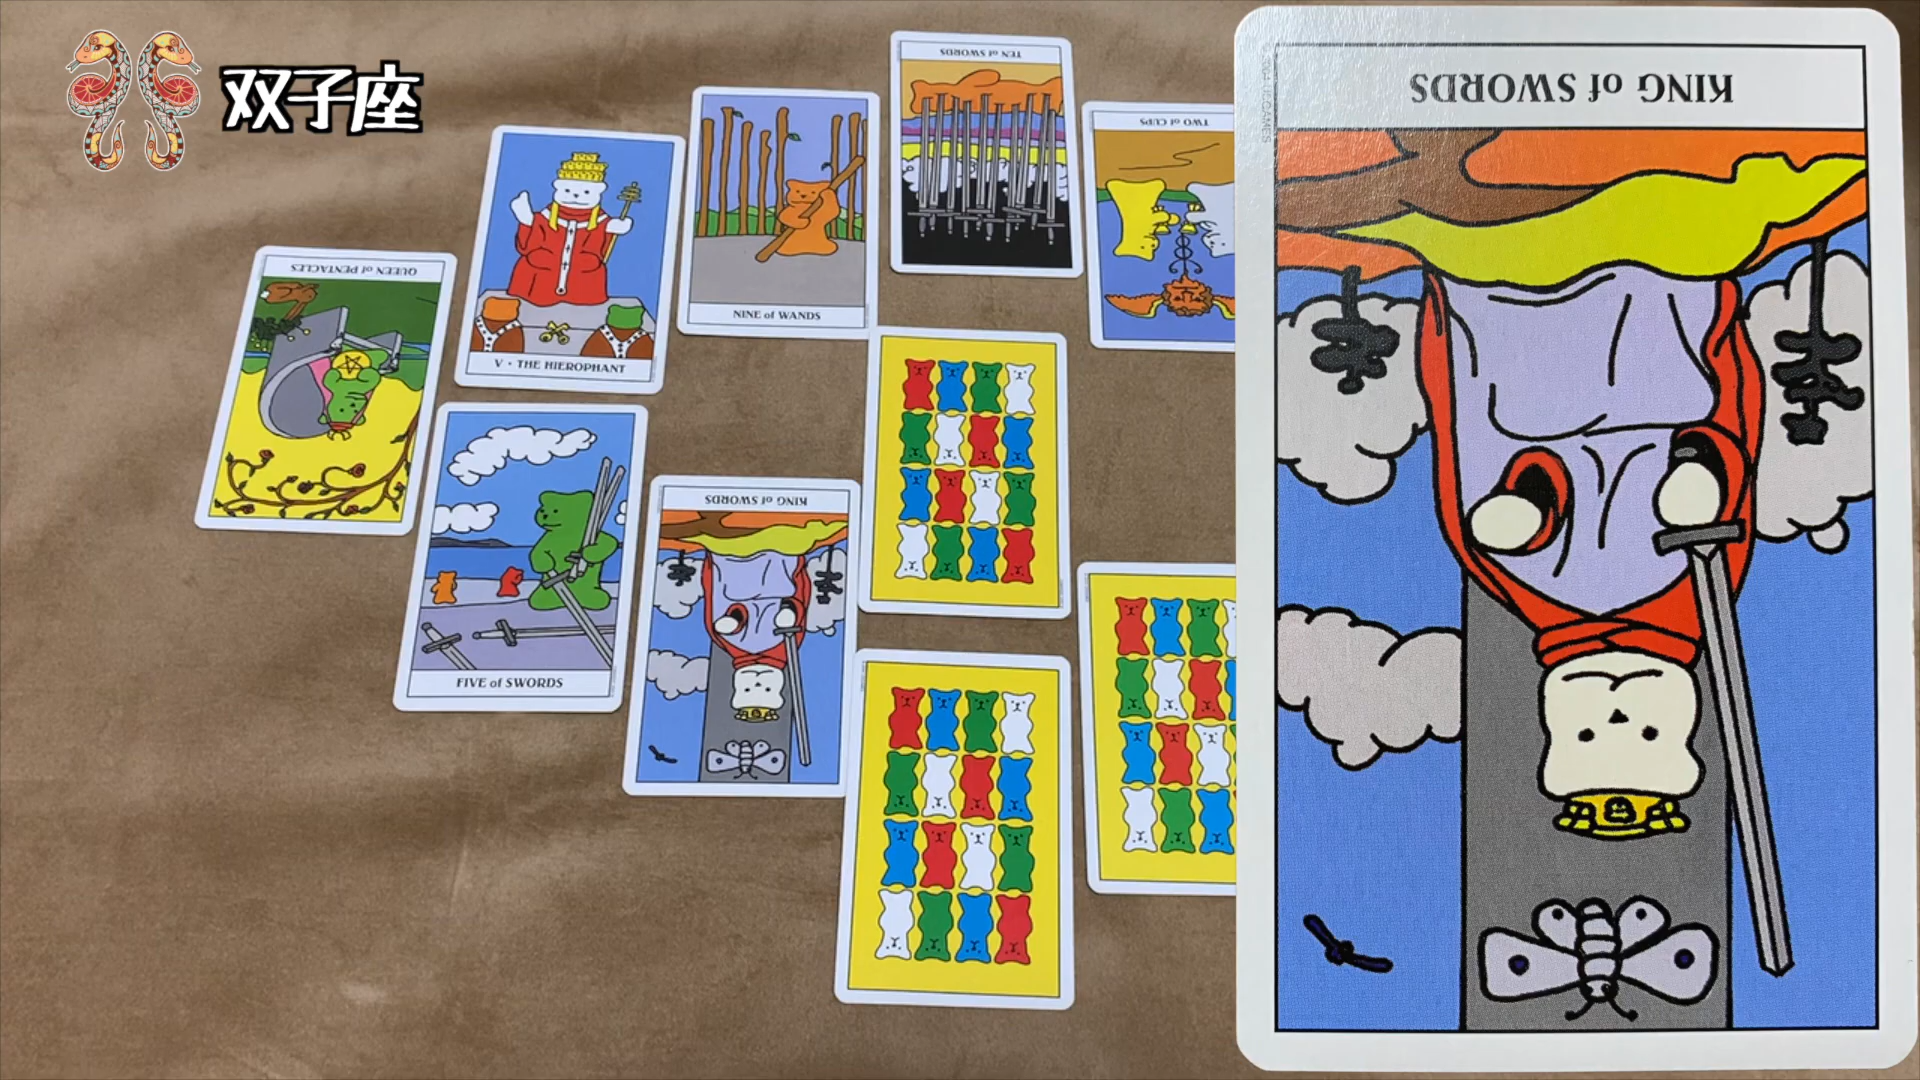 双子座
TEN of SWORDS
TWO of CUPS
QUEEN of PENTACLES
V • THE HIEROPHANT
NINE of WANDS
FIVE of SWORDS
KING of SWORDS
KING of SWORDS